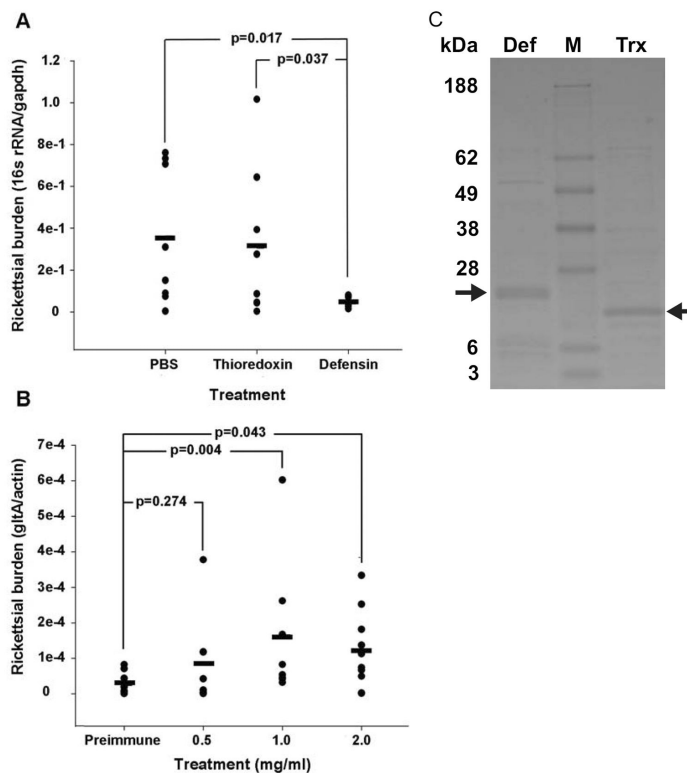 A
p=0.017
p=0.037
Rickettsial burden (16s rRNA/gapdh)
1.2
1.0
8e-1
6e-1
4e-1
2e-1
0
PBS Thioredoxin Defensin
Treatment
B
p=0.043
p=0.004
p=0.274
Rickettsial burden (gltA/actin)
7e-4
6e-4
5e-4
4e-4
3e-4
2e-4
1e-4
0
Preimmune 0.5 1.0 2.0
Treatment (mg/ml)
C
kDa Def M Trx
188
62
49
38
28
6
3